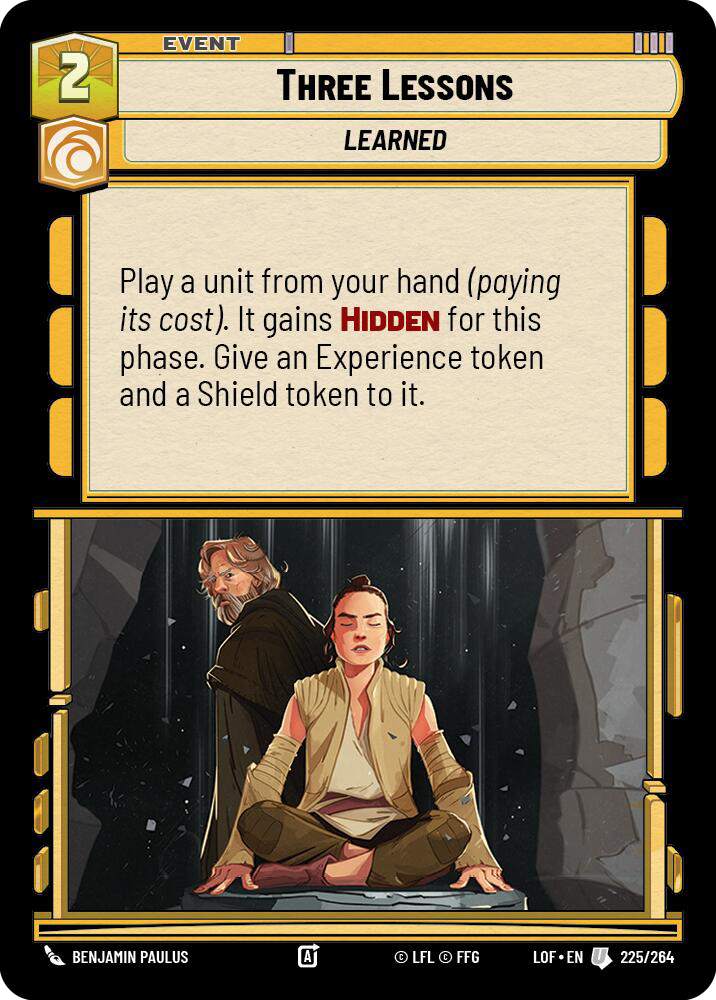 EVENT
2
THREE LESSONS
LEARNED
Play a unit from your hand (paying
its cost). It gains HIDDEN for this
phase. Give an Experience token
and a Shield token to it.
BENJAMIN PAULUS
A
© LFL © FFG
LOF • EN
U
225/264